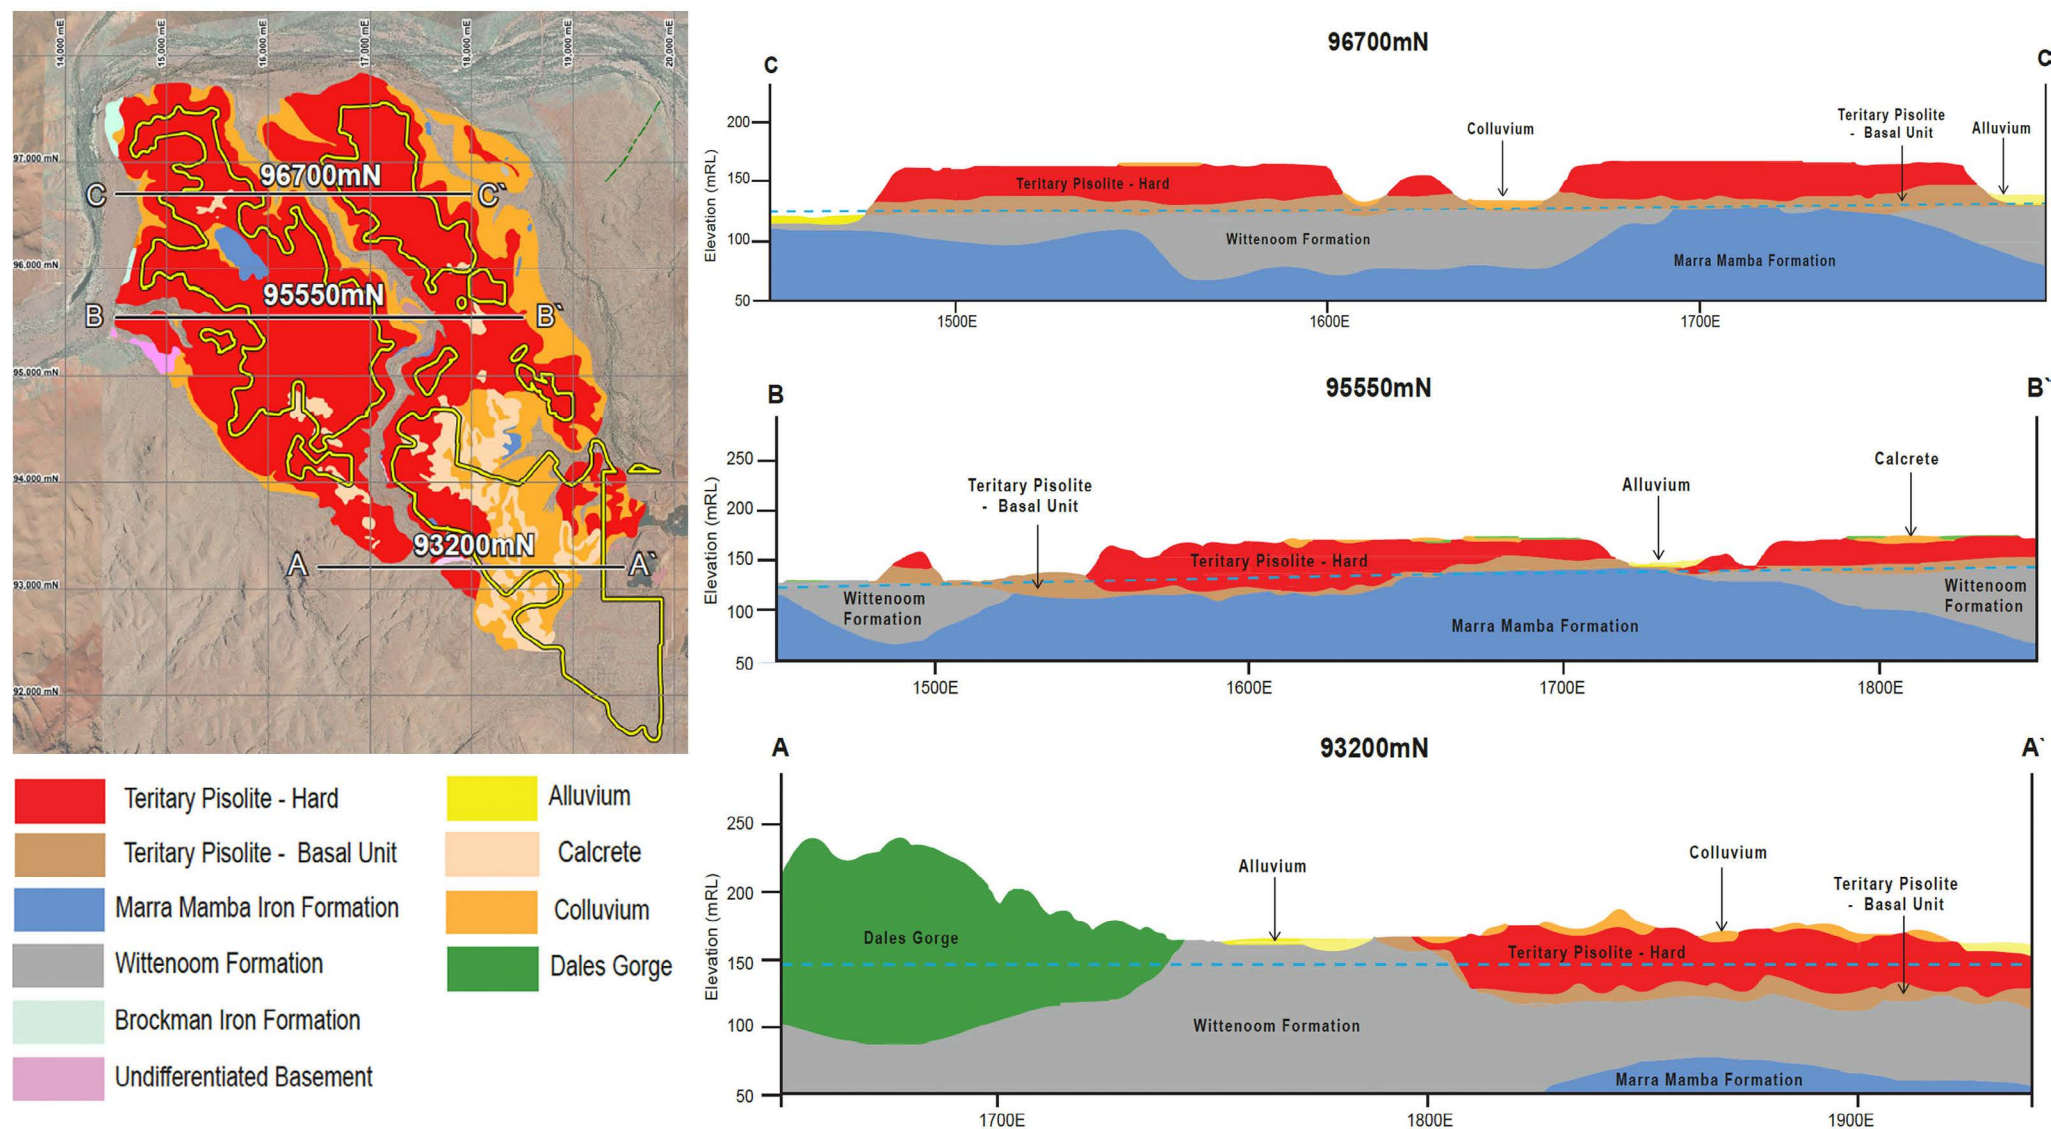 14,000 mE
15,000 mE
16,000 mE
17,000 mE
18,000 mE
19,000 mE
20,000 mE
97,000 mN
96,000 mN
95,000 mN
94,000 mN
93,000 mN
92,000 mN
C 96700mN C`
B 95550mN B`
A 93200mN A`
Teritary Pisolite - Hard
Teritary Pisolite - Basal Unit
Marra Mamba Iron Formation
Wittenoom Formation
Brockman Iron Formation
Undifferentiated Basement
Alluvium
Calcrete
Colluvium
Dales Gorge
96700mN
C
C
Elevation (mRL)
200
150
100
50
Colluvium
Teritary Pisolite
- Basal Unit
Alluvium
Teritary Pisolite - Hard
Wittenoom Formation
Marra Mamba Formation
1500E
1600E
1700E
95550mN
B
B`
Elevation (mRL)
250
200
150
100
50
Teritary Pisolite
- Basal Unit
Alluvium
Calcrete
Teritary Pisolite - Hard
Wittenoom
Formation
Marra Mamba Formation
Wittenoom
Formation
1500E
1600E
1700E
1800E
93200mN
A
A`
Elevation (mRL)
250
200
150
100
50
Alluvium
Colluvium
Teritary Pisolite
- Basal Unit
Dales Gorge
Teritary Pisolite - Hard
Wittenoom Formation
Marra Mamba Formation
1700E
1800E
1900E